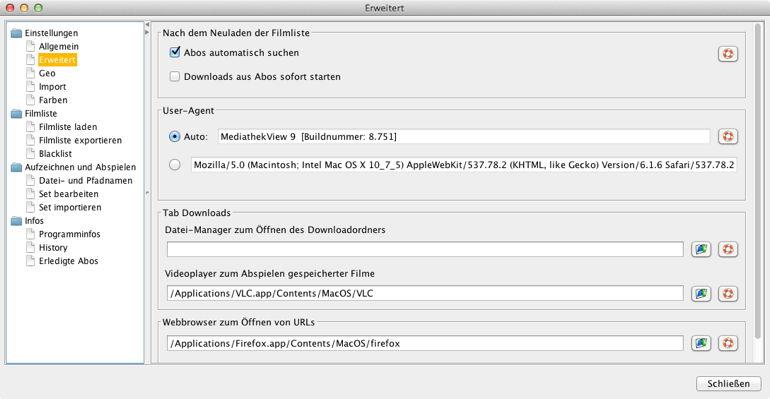 Erweitert
Einstellungen
Allgemein
Erweitert
Geo
Import
Farben
Filmliste
Filmliste laden
Filmliste exportieren
Blacklist
Aufzeichnen und Abspielen
Datei- und Pfadnamen
Set bearbeiten
Set importieren
Infos
Programminfos
History
Erledigte Abos
Nach dem Neuladen der Filmliste
Abos automatisch suchen
Downloads aus Abos sofort starten
User-Agent
Auto: MediathekView 9 [Buildnummer: 8.751]
Mozilla/5.0 (Macintosh; Intel Mac OS X 10_7_5) AppleWebKit/537.78.2 (KHTML, like Gecko) Version/6.1.6 Safari/537.78.2
Tab Downloads
Datei-Manager zum Öffnen des Downloadordners
Videoplayer zum Abspielen gespeicherter Filme
/Applications/VLC.app/Contents/MacOS/VLC
Webbrowser zum Öffnen von URLs
/Applications/Firefox.app/Contents/MacOS/firefox
Schließen